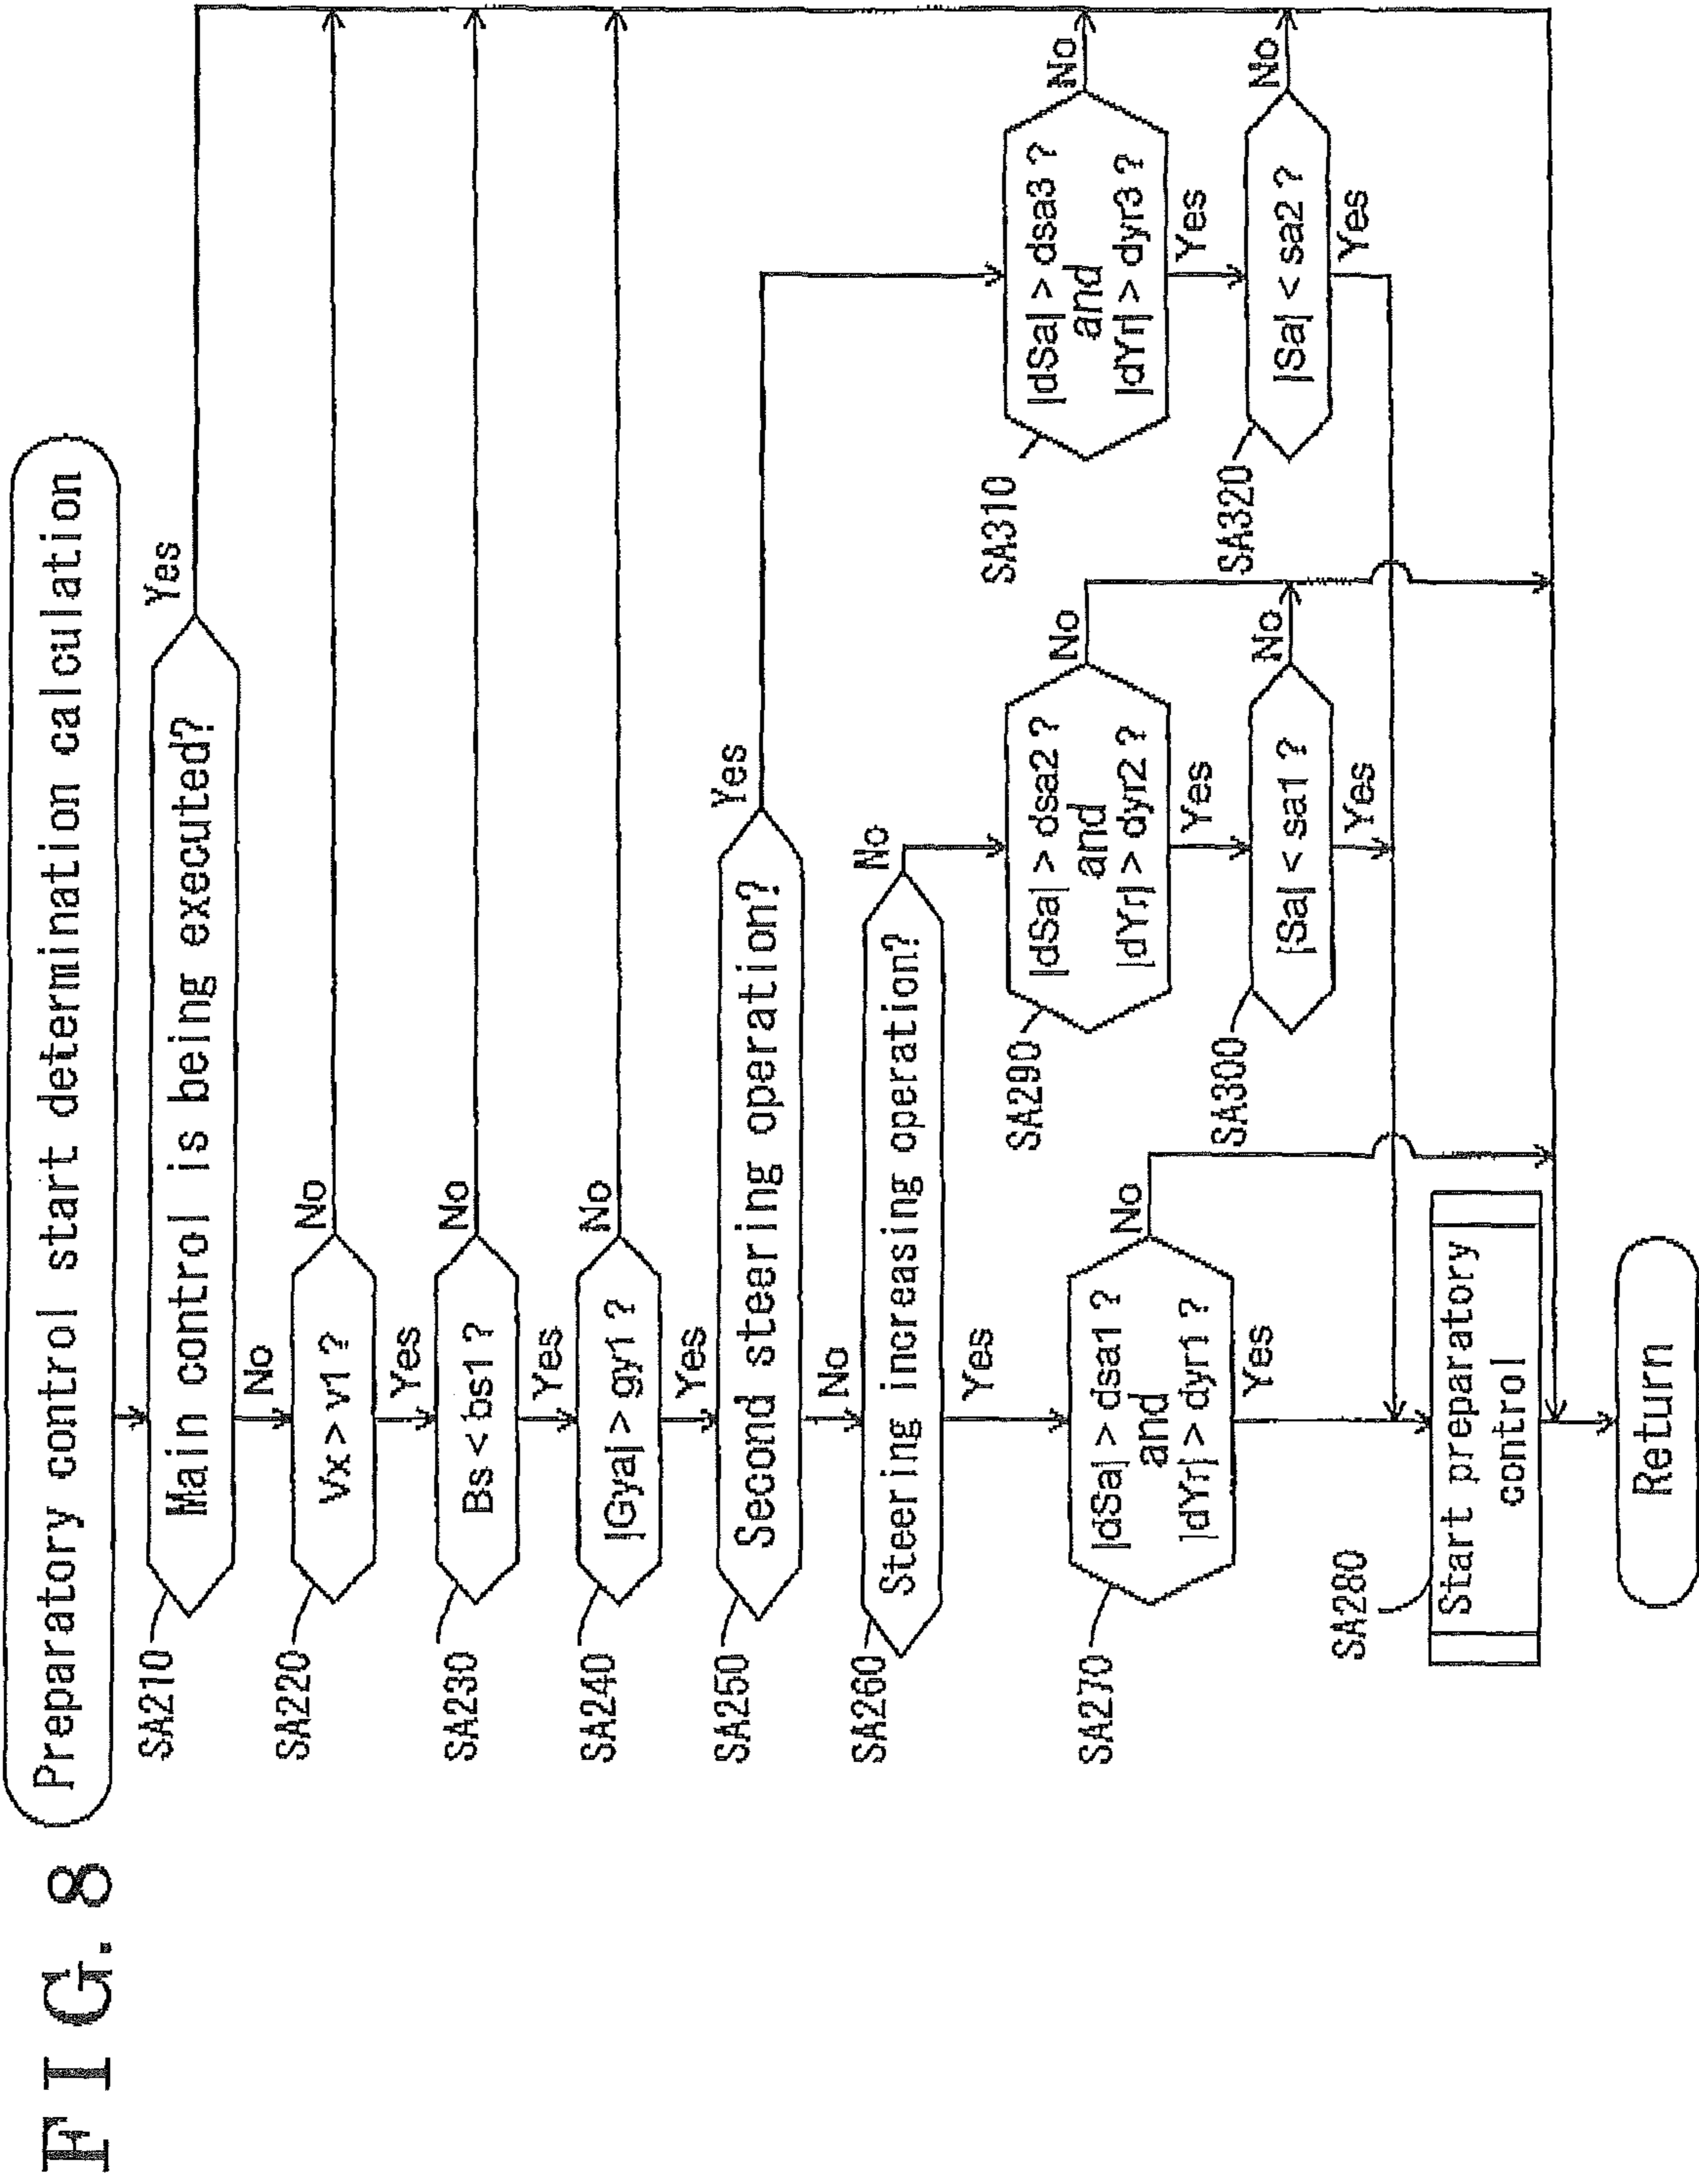 FIG. 8
Preparatory control start determination calculation
SA210
Main control is being executed?
Yes
No
SA220
Vx > v1 ?
No
Yes
SA230
Bs < bs1 ?
No
Yes
SA240
|Gya| > gy1 ?
No
Yes
SA250
Second steering operation?
Yes
No
SA260
Steering increasing operation?
No
Yes
SA270
|dSa| > dsa1 ?
and
|dYr| > dyr1 ?
No
Yes
SA290
|dSa| > dsa2 ?
and
|dYr| > dyr2 ?
No
Yes
SA300
|Sa| < sa1 ?
No
Yes
SA310
|dSa| > dsa3 ?
and
|dYr| > dyr3 ?
No
Yes
SA320
|Sa| < sa2 ?
No
Yes
SA280
Start preparatory
control
Return